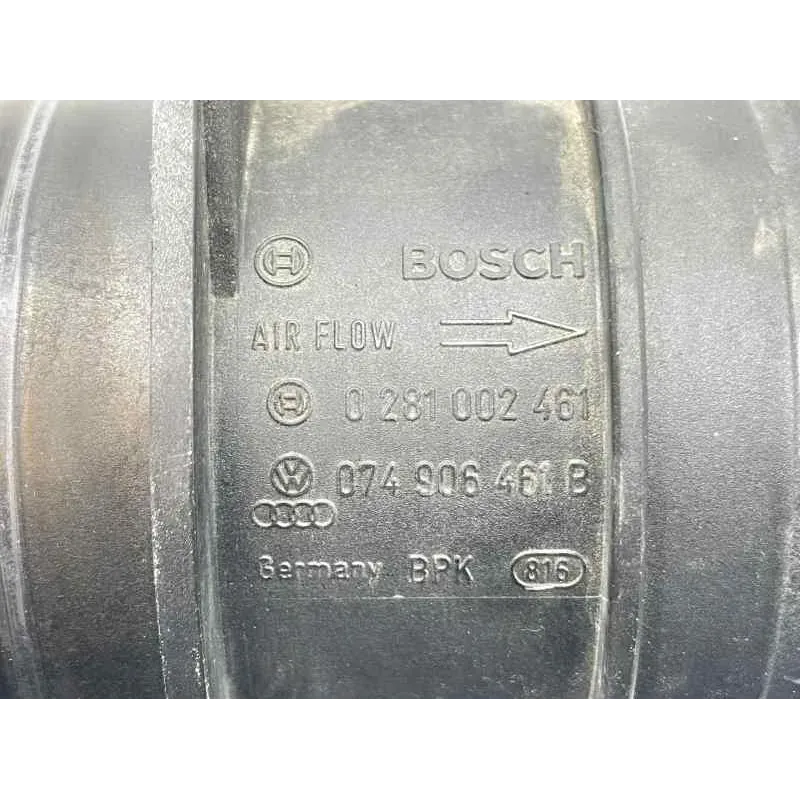 BOSCH
AIR FLOW
0 281 002 461
074 906 461 B
Germany BPK 816